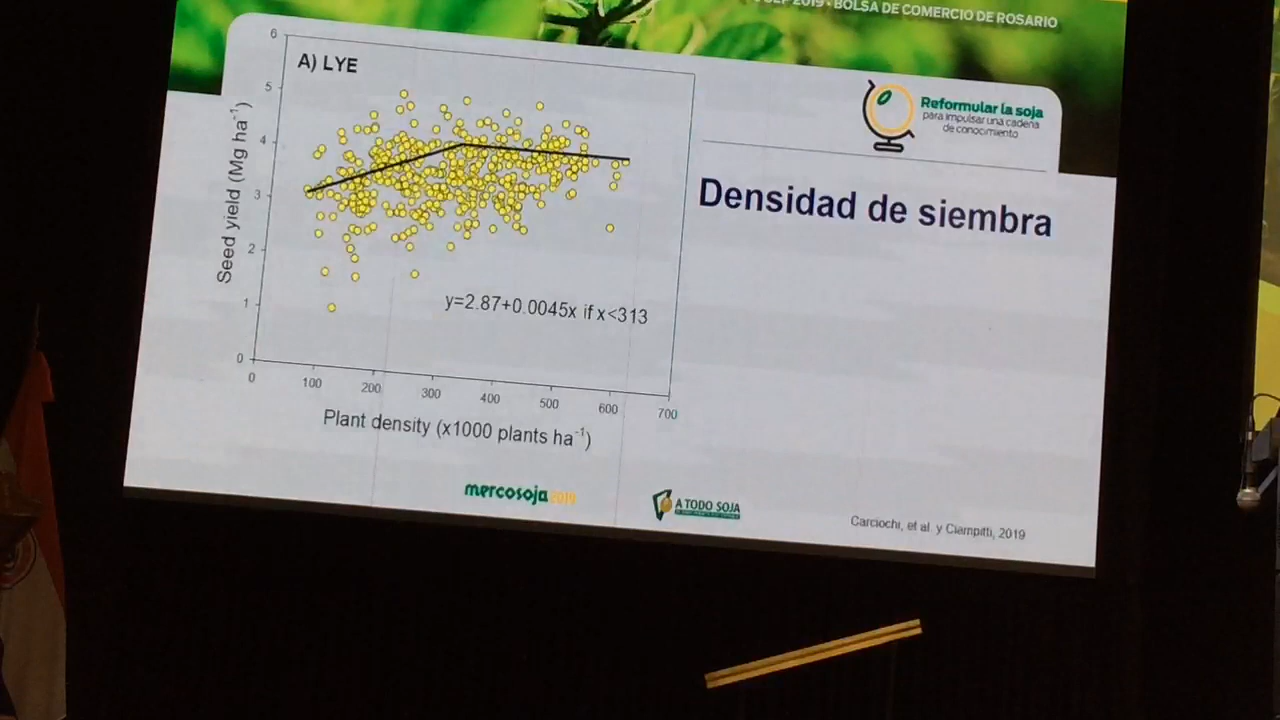 2019 - BOLSA DE COMERCIO DE ROSARIO
A) LYE
6
5
4
3
2
1
0
Seed yield (Mg ha⁻¹)
y=2.87+0.0045x if x<313
0 100 200 300 400 500 600 700
Plant density (x1000 plants ha⁻¹)
Reformular la soja
para impulsar una cadena
de conocimiento
Densidad de siembra
mercosoja2019
A TODO SOJA
Carciochi, et al. y Ciampitti, 2019